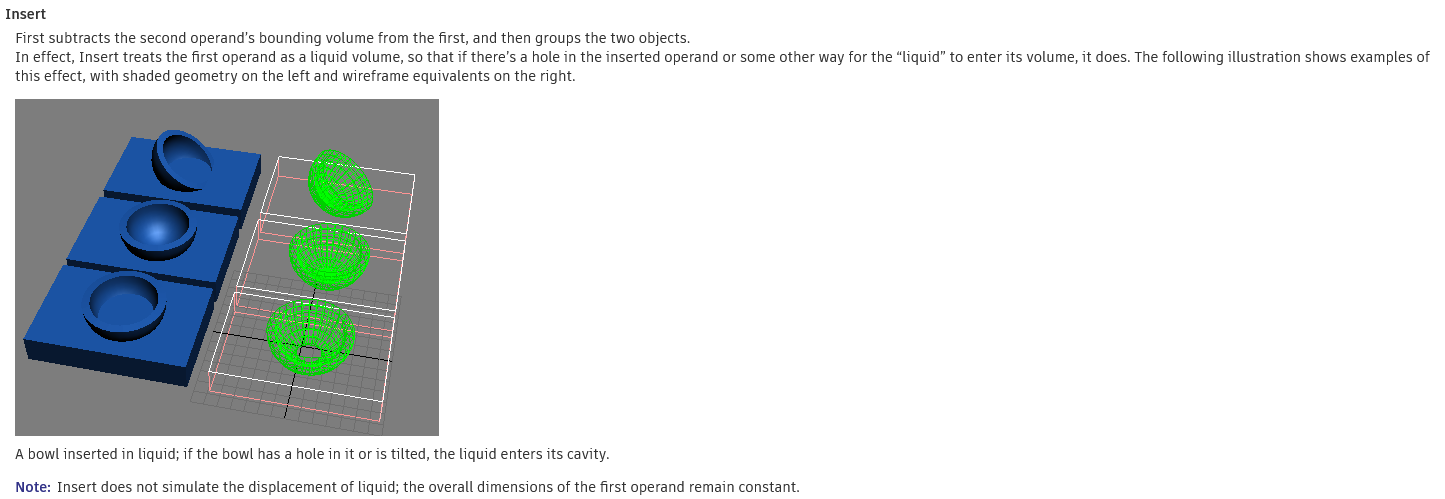 Insert
First subtracts the second operand’s bounding volume from the first, and then groups the two objects.
In effect, Insert treats the first operand as a liquid volume, so that if there’s a hole in the inserted operand or some other way for the “liquid” to enter its volume, it does. The following illustration shows examples of
this effect, with shaded geometry on the left and wireframe equivalents on the right.
A bowl inserted in liquid; if the bowl has a hole in it or is tilted, the liquid enters its cavity.
Note: Insert does not simulate the displacement of liquid; the overall dimensions of the first operand remain constant.